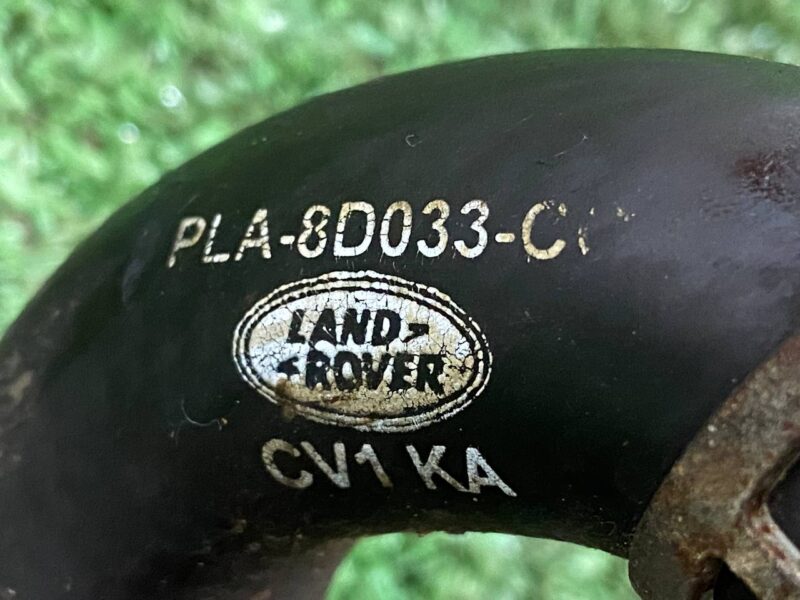 PLA-8D033-C
LAND
ROVER
CV1 KA